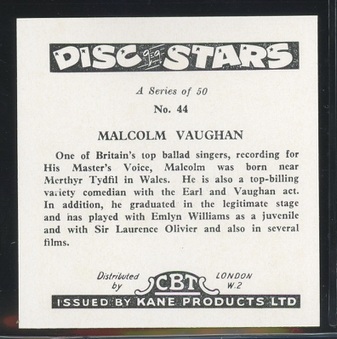 DISC STARS
A Series of 50
No. 44
MALCOLM VAUGHAN
One of Britain's top ballad singers, recording for
His Master's Voice, Malcolm was born near
Merthyr Tydfil in Wales. He is also a top-billing
variety comedian with the Earl and Vaughan act.
In addition, he graduated in the legitimate stage
and has played with Emlyn Williams as a juvenile
and with Sir Laurence Olivier and also in several
films.
Distributed by CBT LONDON W.2
ISSUED BY KANE PRODUCTS LTD